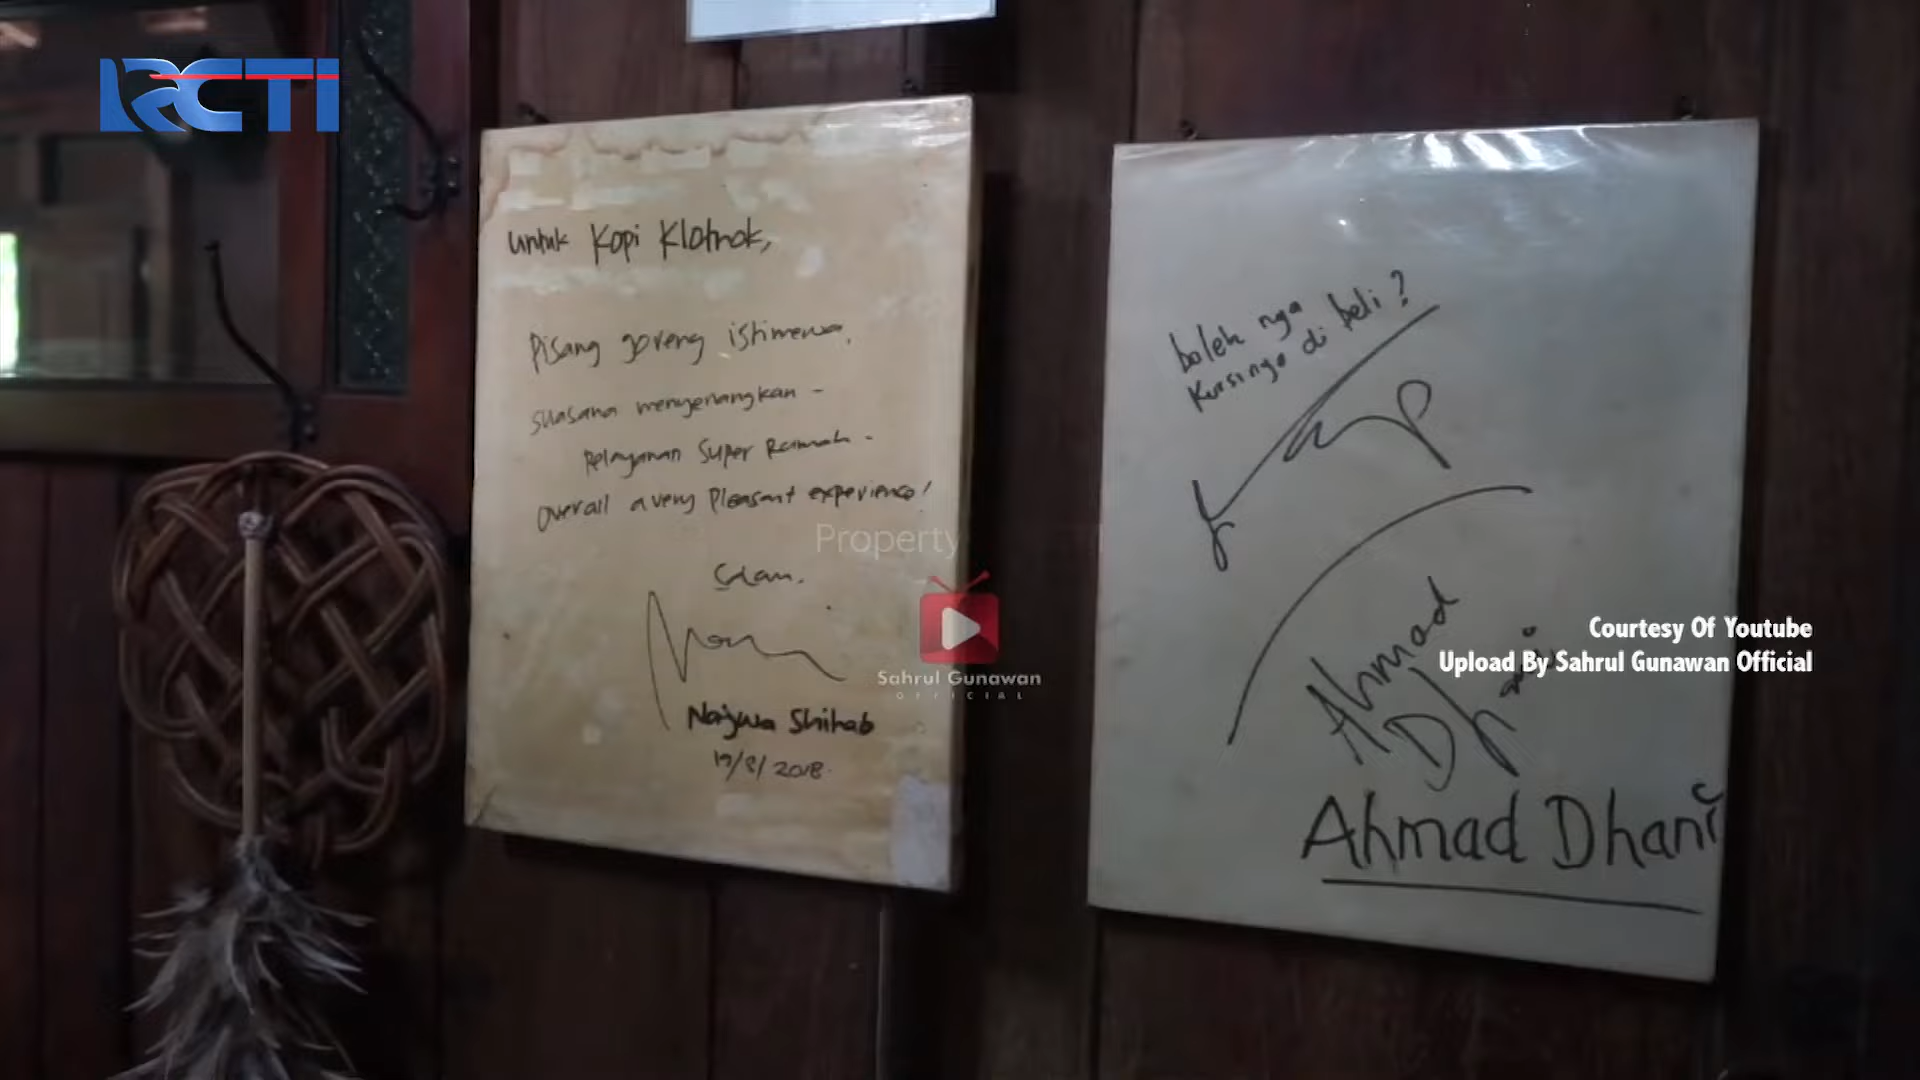 RCTI
untuk Kopi Klotnok,
Pisang goreng istimewa,
suasana menyenangkan -
Pelayanan Super Ramah -
overall a very pleasant experience!
Salam.
Najwa Shihab
19/8/2018
boleh nga
Kursinya di beli?
Ahmad
Dhani
Ahmad Dhani
Property
Sahrul Gunawan
OFFICIAL
Courtesy Of Youtube
Upload By Sahrul Gunawan Official